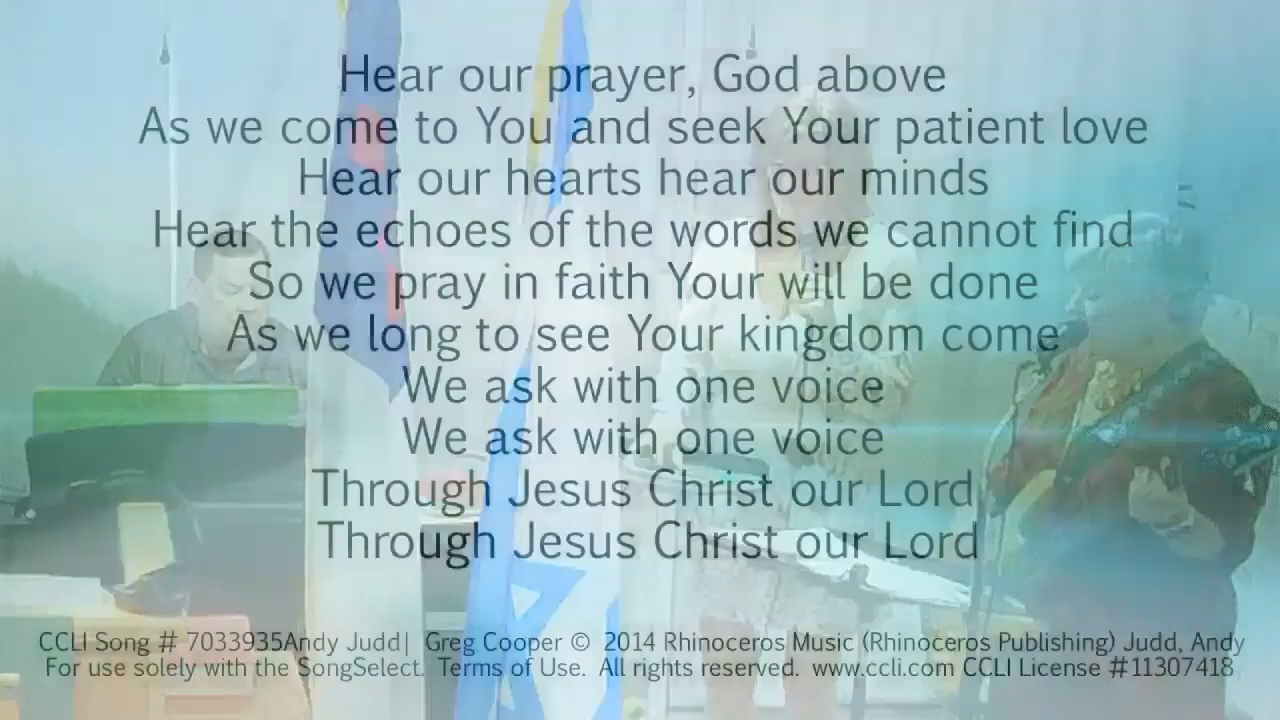 Hear our prayer, God above
As we come to You and seek Your patient love
Hear our hearts hear our minds
Hear the echoes of the words we cannot find
So we pray in faith Your will be done
As we long to see Your kingdom come
We ask with one voice
We ask with one voice
Through Jesus Christ our Lord
Through Jesus Christ our Lord
CCLI Song # 7033935Andy Judd| Greg Cooper © 2014 Rhinoceros Music (Rhinoceros Publishing) Judd, Andy
For use solely with the SongSelect. Terms of Use. All rights reserved. www.ccli.com CCLI License #11307418